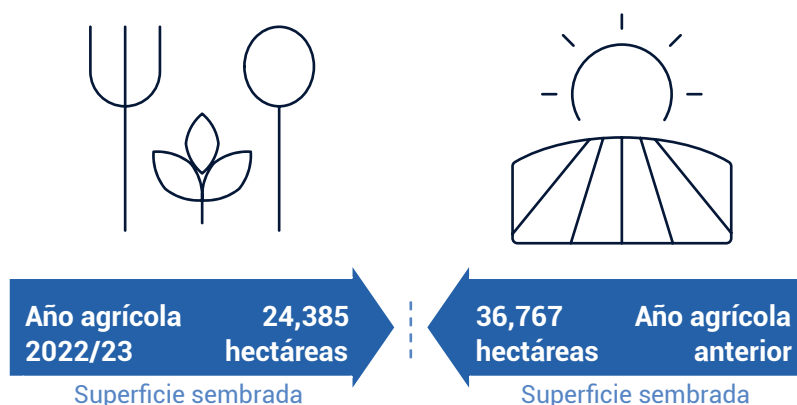 Año agrícola
2022/23
24,385
hectáreas
Superficie sembrada
36,767
hectáreas
Año agrícola
anterior
Superficie sembrada